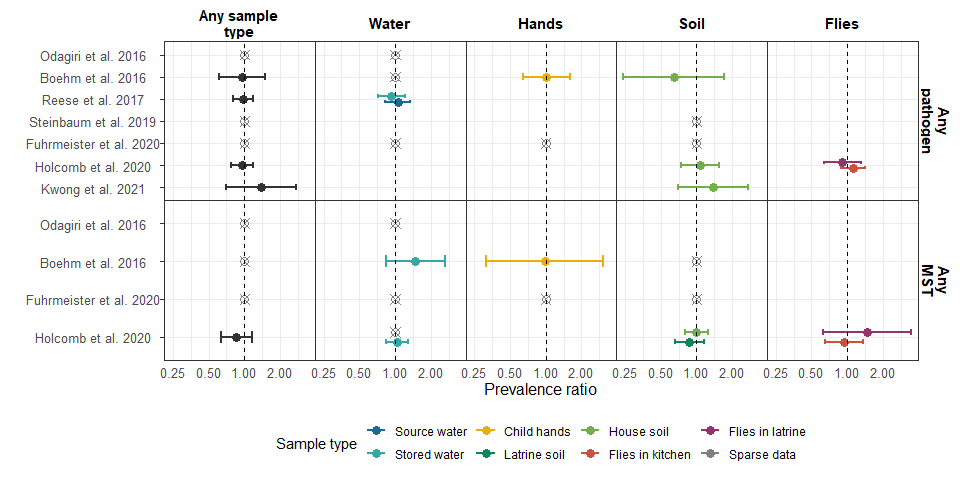 Any sample
type
Water
Hands
Soil
Flies
Odagiri et al. 2016
Boehm et al. 2016
Reese et al. 2017
Steinbaum et al. 2019
Fuhrmeister et al. 2020
Holcomb et al. 2020
Kwong et al. 2021
Any
pathogen
Odagiri et al. 2016
Boehm et al. 2016
Fuhrmeister et al. 2020
Holcomb et al. 2020
Any
MST
0.25 0.50 1.00 2.00 0.25 0.50 1.00 2.00 0.25 0.50 1.00 2.00 0.25 0.50 1.00 2.00 0.25 0.50 1.00 2.00
Prevalence ratio
Sample type
Source water Child hands House soil Flies in latrine
Stored water Latrine soil Flies in kitchen Sparse data